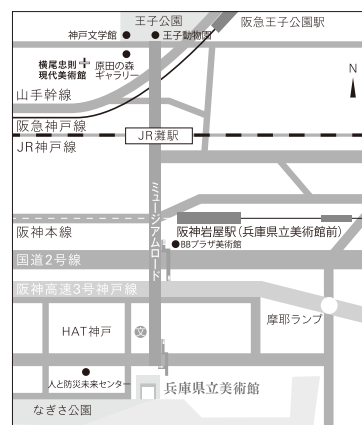 王子公園
阪急王子公園駅
神戸文学館
王子動物園
横尾忠則
現代美術館
原田の森
ギャラリー
山手幹線
N
阪急神戸線
JR灘駅
JR神戸線
ミュージアムロード
阪神本線
阪神岩屋駅(兵庫県立美術館前)
BBプラザ美術館
国道2号線
阪神高速3号神戸線
摩耶ランプ
HAT神戸
文
人と防災未来センター
兵庫県立美術館
なぎさ公園